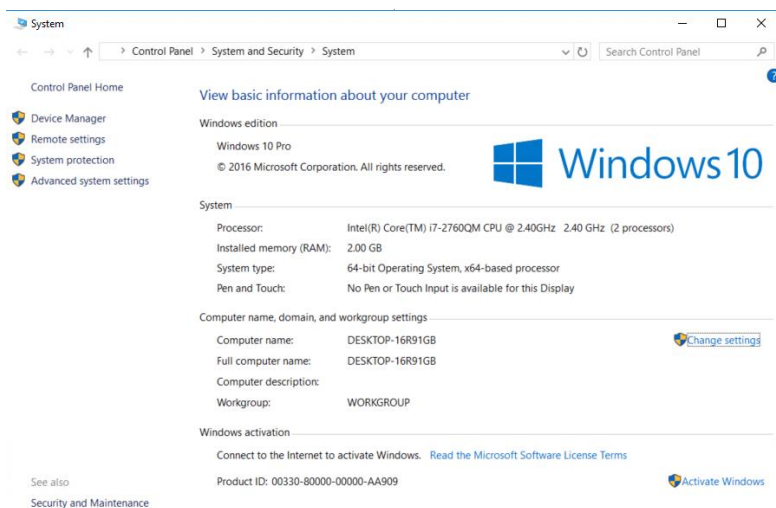 System
Control Panel > System and Security > System
Search Control Panel
?
Control Panel Home
Device Manager
Remote settings
System protection
Advanced system settings
View basic information about your computer
Windows edition
Windows 10 Pro
© 2016 Microsoft Corporation. All rights reserved.
Windows 10
System
Processor: Intel(R) Core(TM) i7-2760QM CPU @ 2.40GHz 2.40 GHz (2 processors)
Installed memory (RAM): 2.00 GB
System type: 64-bit Operating System, x64-based processor
Pen and Touch: No Pen or Touch Input is available for this Display
Computer name, domain, and workgroup settings
Computer name: DESKTOP-16R91GB
Change settings
Full computer name: DESKTOP-16R91GB
Computer description:
Workgroup: WORKGROUP
Windows activation
Connect to the Internet to activate Windows. Read the Microsoft Software License Terms
Product ID: 00330-80000-00000-AA909
Activate Windows
See also
Security and Maintenance